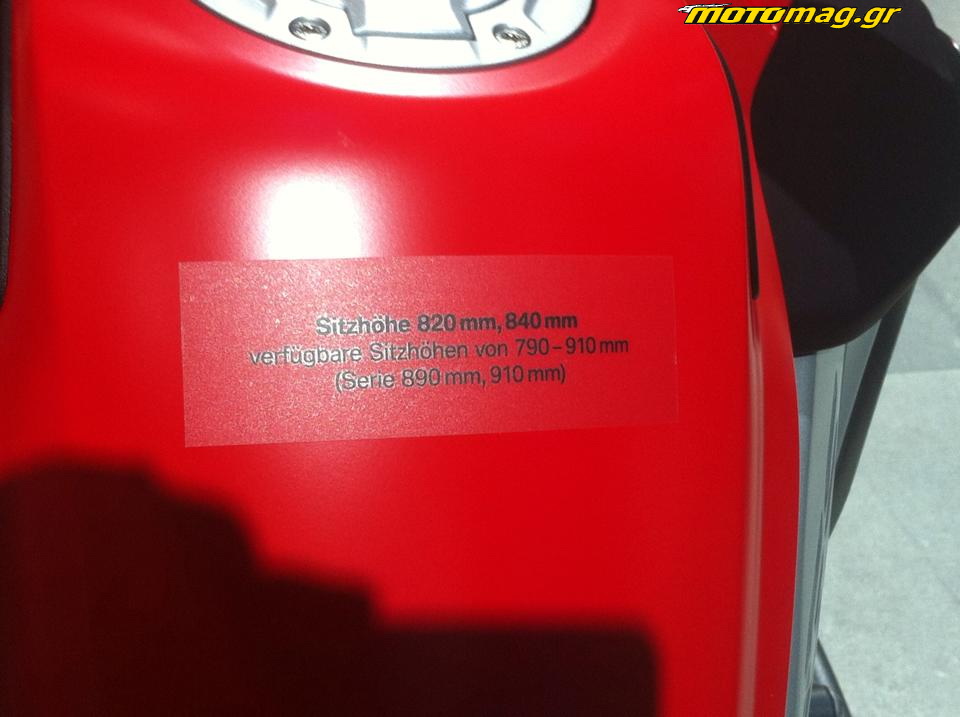 MOTOMAG.gr
Sitzhöhe 820 mm, 840 mm
verfügbare Sitzhöhen von 790 – 910 mm
(Serie 890 mm, 910 mm)